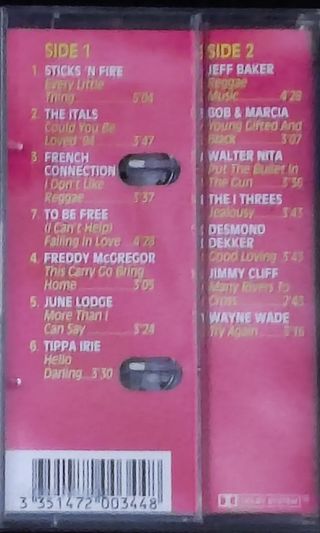 SIDE 1
1. STICKS 'N FIRE
Every Little
Thing 5'04
2. THE ITALS
Could You Be
Loved '94 3'47
3. FRENCH
CONNECTION
I Don't Like
Reggae 3'37
7. TO BE FREE
(I Can't Help)
Falling In Love 4'28
4. FREDDY McGREGOR
This Carry Go Bring
Home 3'05
5. JUNE LODGE
More Than I
Can Say 3'24
6. TIPPA IRIE
Hello
Darling 3'30
3 351472 003448
SIDE 2
JEFF BAKER
Reggae
Music 4'28
BOB & MARCIA
Young Gifted And
Black 3'07
WALTER NITA
Put The Bullet In
The Gun
THE I THREES
Jealousy 3'43
DESMOND
DEKKER
Good Loving 3'43
JIMMY CLIFF
Many Rivers To
Cross 2'43
WAYNE WADE
Try Again 3'16